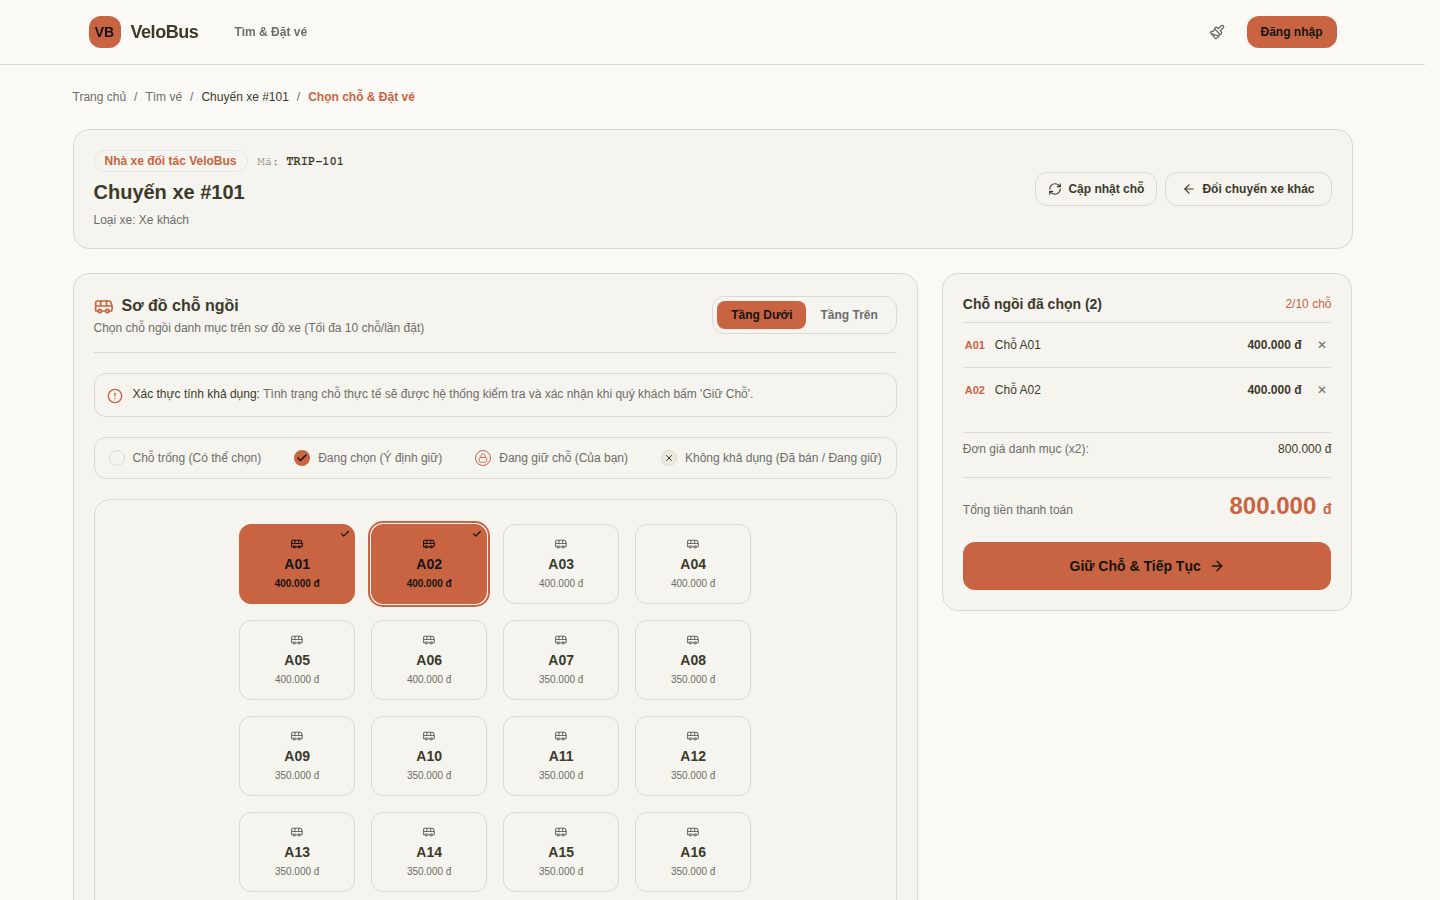 VB VeloBus Tìm & Đặt vé Đăng nhập
Trang chủ / Tìm vé / Chuyến xe #101 / Chọn chỗ & Đặt vé
Nhà xe đối tác VeloBus Mã: TRIP-101
Chuyến xe #101
Loại xe: Xe khách
Cập nhật chỗ Đổi chuyến xe khác
Sơ đồ chỗ ngồi
Chọn chỗ ngồi danh mục trên sơ đồ xe (Tối đa 10 chỗ/lần đặt)
Tầng Dưới Tầng Trên
Xác thực tính khả dụng: Tình trạng chỗ thực tế sẽ được hệ thống kiểm tra và xác nhận khi quý khách bấm 'Giữ Chỗ'.
Chỗ trống (Có thể chọn) Đang chọn (Ý định giữ) Đang giữ chỗ (Của bạn) Không khả dụng (Đã bán / Đang giữ)
A01 A02 A03 A04
400.000 đ 400.000 đ 400.000 đ 400.000 đ
A05 A06 A07 A08
400.000 đ 400.000 đ 350.000 đ 350.000 đ
A09 A10 A11 A12
350.000 đ 350.000 đ 350.000 đ 350.000 đ
A13 A14 A15 A16
350.000 đ 350.000 đ 350.000 đ 350.000 đ
Chỗ ngồi đã chọn (2) 2/10 chỗ
A01 Chỗ A01 400.000 đ ✕
A02 Chỗ A02 400.000 đ ✕
Đơn giá danh mục (x2): 800.000 đ
Tổng tiền thanh toán 800.000 đ
Giữ Chỗ & Tiếp Tục